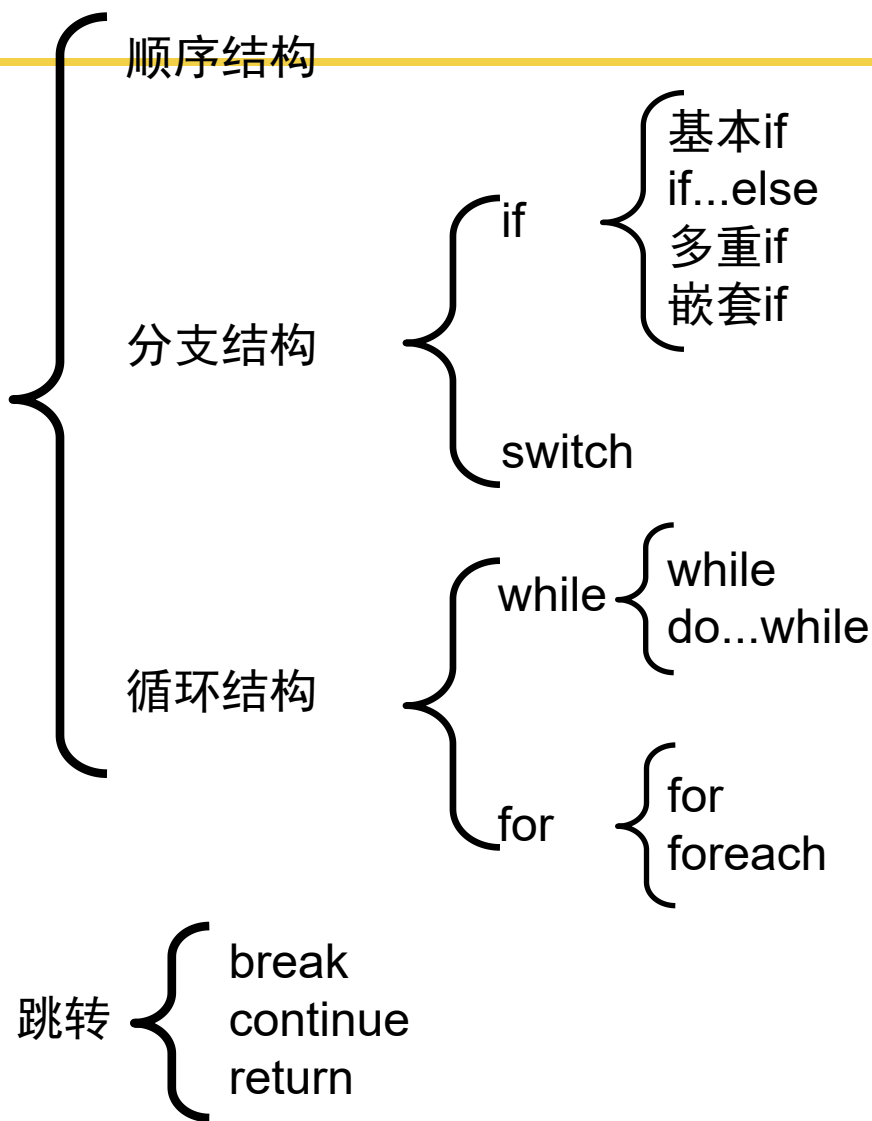 顺序结构
分支结构
if
基本if
if...else
多重if
嵌套if
switch
循环结构
while
while
do...while
for
for
foreach
跳转
break
continue
return